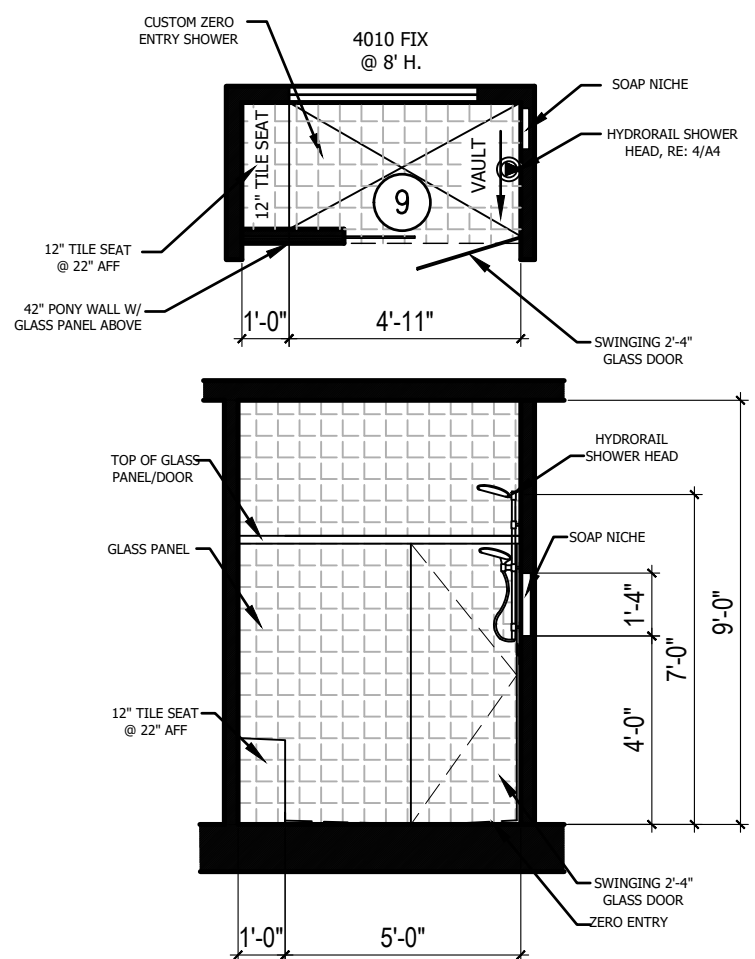 CUSTOM ZERO
ENTRY SHOWER
4010 FIX
@ 8' H.
SOAP NICHE
HYDRORAIL SHOWER
HEAD, RE: 4/A4
12" TILE SEAT
VAULT
9
12" TILE SEAT
@ 22" AFF
42" PONY WALL W/
GLASS PANEL ABOVE
1'-0"
4'-11"
SWINGING 2'-4"
GLASS DOOR
HYDRORAIL
SHOWER HEAD
TOP OF GLASS
PANEL/DOOR
SOAP NICHE
GLASS PANEL
1'-4"
7'-0"
9'-0"
4'-0"
12" TILE SEAT
@ 22" AFF
SWINGING 2'-4"
GLASS DOOR
ZERO ENTRY
1'-0"
5'-0"